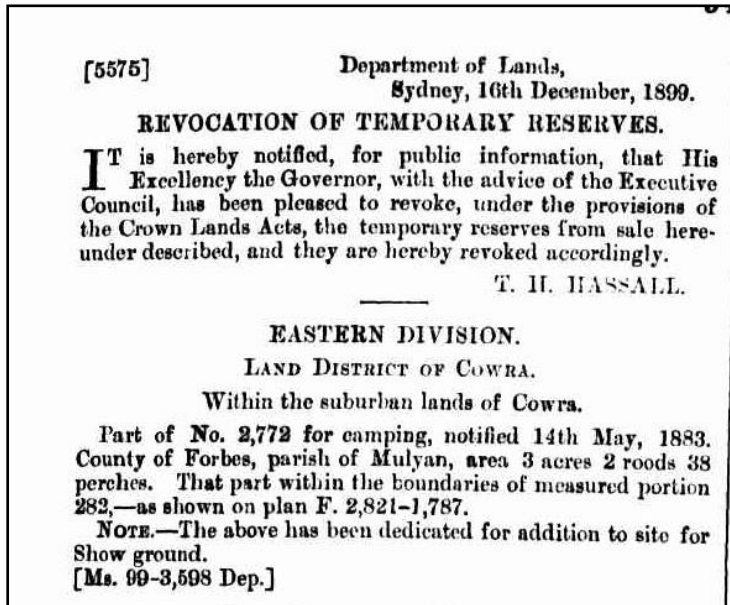 [5575] Department of Lands,
Sydney, 16th December, 1899.
REVOCATION OF TEMPORARY RESERVES.
IT is hereby notified, for public information, that His
Excellency the Governor, with the advice of the Executive
Council, has been pleased to revoke, under the provisions of
the Crown Lands Acts, the temporary reserves from sale here-
under described, and they are hereby revoked accordingly.
T. H. HASSALL.
EASTERN DIVISION.
LAND DISTRICT OF COWRA.
Within the suburban lands of Cowra.
Part of No. 2,772 for camping, notified 14th May, 1883.
County of Forbes, parish of Mulyan, area 3 acres 2 roods 38
perches. That part within the boundaries of measured portion
282,—as shown on plan F. 2,821-1,787.
NOTE.—The above has been dedicated for addition to site for
Show ground.
[Ms. 99-3,598 Dep.]